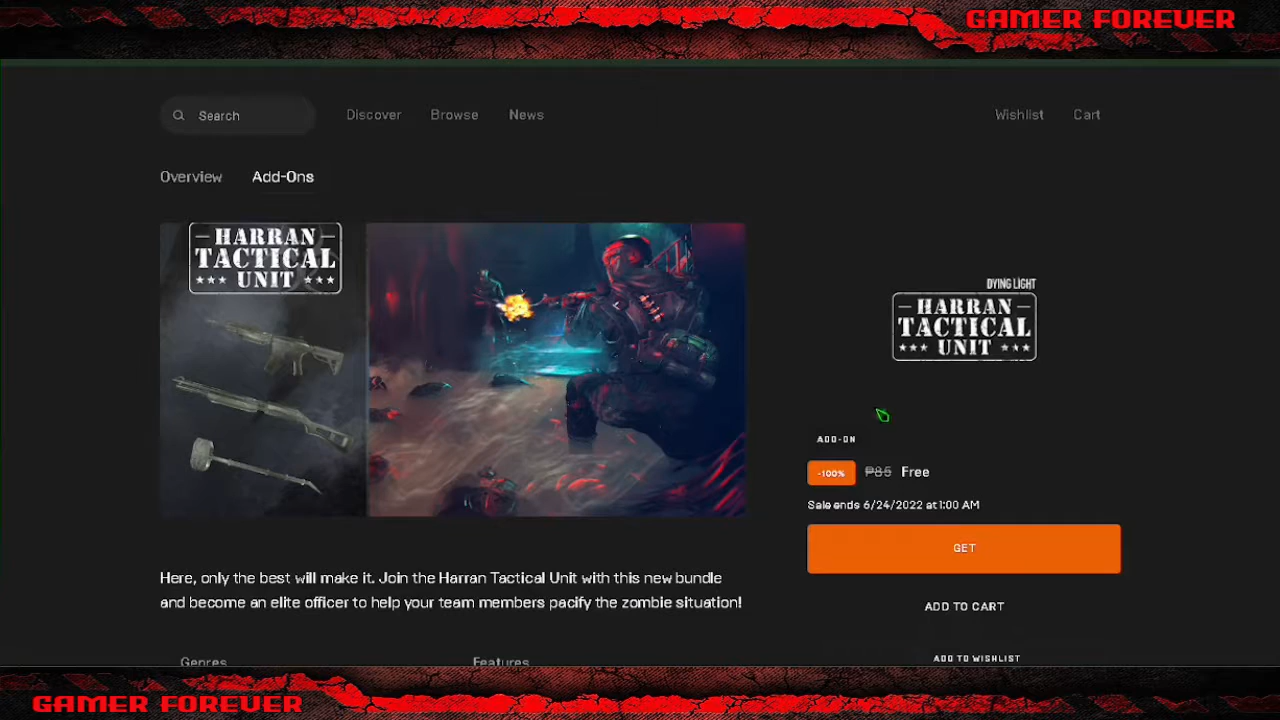 GAMER FOREVER
Search
Discover
Browse
News
Wishlist
Cart
Overview
Add-Ons
HARRAN
TACTICAL
UNIT
DYING LIGHT
HARRAN
TACTICAL
UNIT
ADD-ON
-100% ₱85 Free
Sale ends 6/24/2022 at 1:00 AM
GET
ADD TO CART
Here, only the best will make it. Join the Harran Tactical Unit with this new bundle
and become an elite officer to help your team members pacify the zombie situation!
Genres
Features
ADD TO WISHLIST
GAMER FOREVER